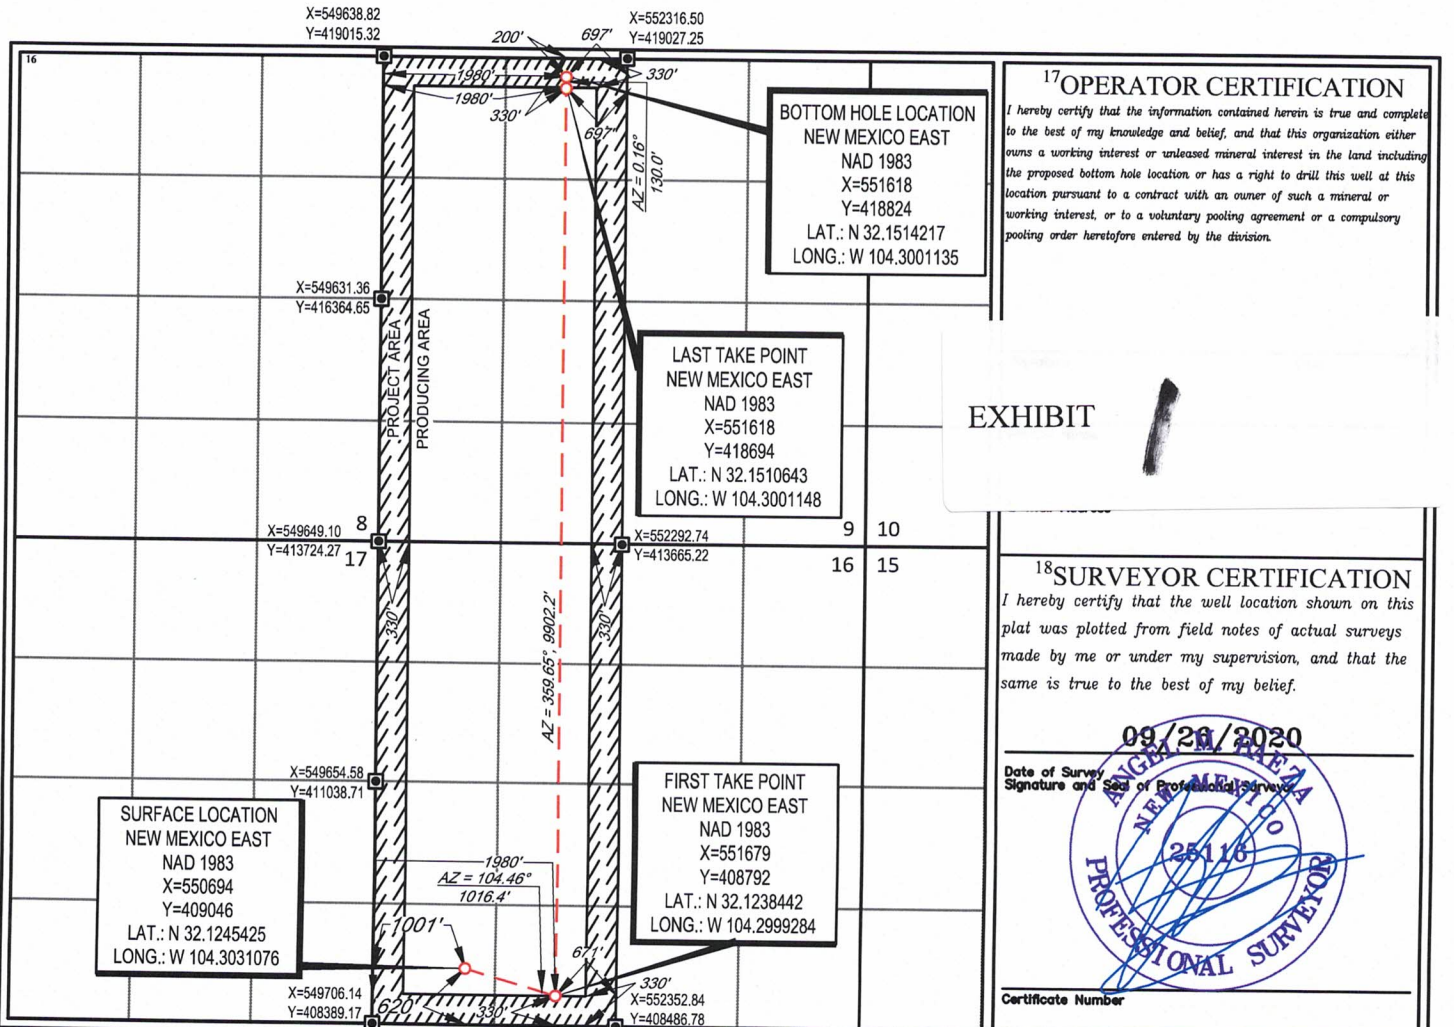 X=549638.82
Y=419015.32
X=552316.50
Y=419027.25
200'
697'
16
1980'
330'
1980'
330'
697'
AZ = 0.16°
130.0'
BOTTOM HOLE LOCATION
NEW MEXICO EAST
NAD 1983
X=551618
Y=418824
LAT.: N 32.1514217
LONG.: W 104.3001135
X=549631.36
Y=416364.65
PROJECT AREA
PRODUCING AREA
LAST TAKE POINT
NEW MEXICO EAST
NAD 1983
X=551618
Y=418694
LAT.: N 32.1510643
LONG.: W 104.3001148
X=549649.10
Y=413724.27
8
17
X=552292.74
Y=413665.22
9
10
16
15
330'
330'
AZ = 359.65°, 9902.2'
X=549654.58
Y=411038.71
SURFACE LOCATION
NEW MEXICO EAST
NAD 1983
X=550694
Y=409046
LAT.: N 32.1245425
LONG.: W 104.3031076
FIRST TAKE POINT
NEW MEXICO EAST
NAD 1983
X=551679
Y=408792
LAT.: N 32.1238442
LONG.: W 104.2999284
1980'
AZ = 104.46°
1016.4'
1001'
671'
330'
620'
330'
X=549706.14
Y=408389.17
X=552352.84
Y=408486.78
17 OPERATOR CERTIFICATION
I hereby certify that the information contained herein is true and complete
to the best of my knowledge and belief, and that this organization either
owns a working interest or unleased mineral interest in the land including
the proposed bottom hole location or has a right to drill this well at this
location pursuant to a contract with an owner of such a mineral or
working interest, or to a voluntary pooling agreement or a compulsory
pooling order heretofore entered by the division.
EXHIBIT 1
18 SURVEYOR CERTIFICATION
I hereby certify that the well location shown on this
plat was plotted from field notes of actual surveys
made by me or under my supervision, and that the
same is true to the best of my belief.
09/26/2020
Date of Survey
Signature and Seal of Professional Surveyor
ANGEL M. BAEZA
NEW MEXICO
25116
PROFESSIONAL SURVEYOR
Certificate Number